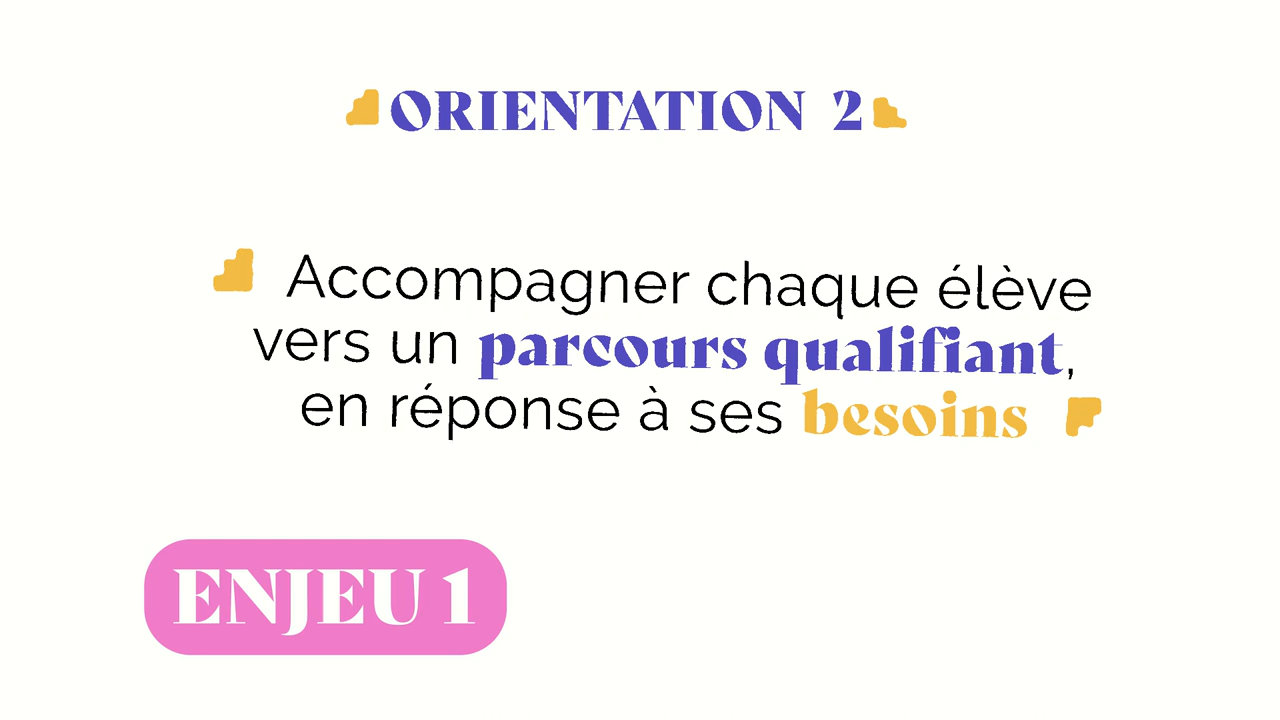 ORIENTATION 2
Accompagner chaque élève
vers un parcours qualifiant,
en réponse à ses besoins
ENJEU 1